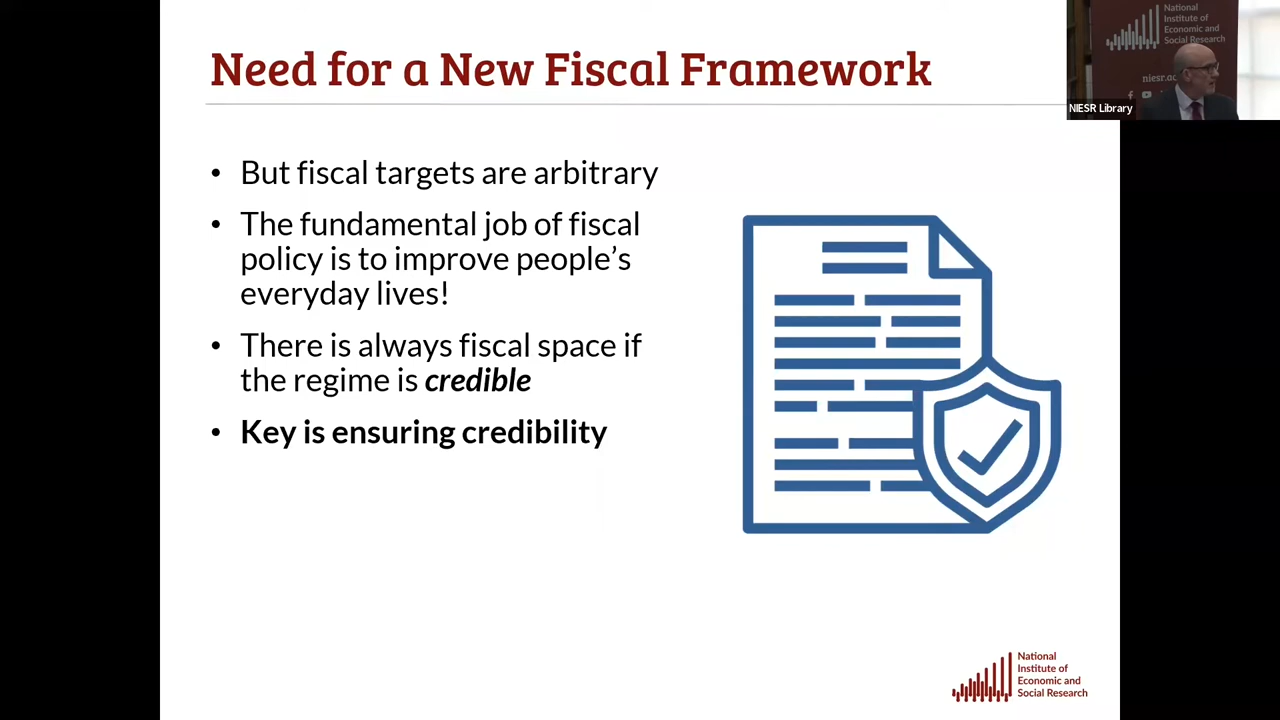 Need for a New Fiscal Framework
• But fiscal targets are arbitrary
• The fundamental job of fiscal
policy is to improve people’s
everyday lives!
• There is always fiscal space if
the regime is credible
• Key is ensuring credibility
National
Institute of
Economic and
Social Research
NIESR Library
National
Institute of
Economic and
Social Research